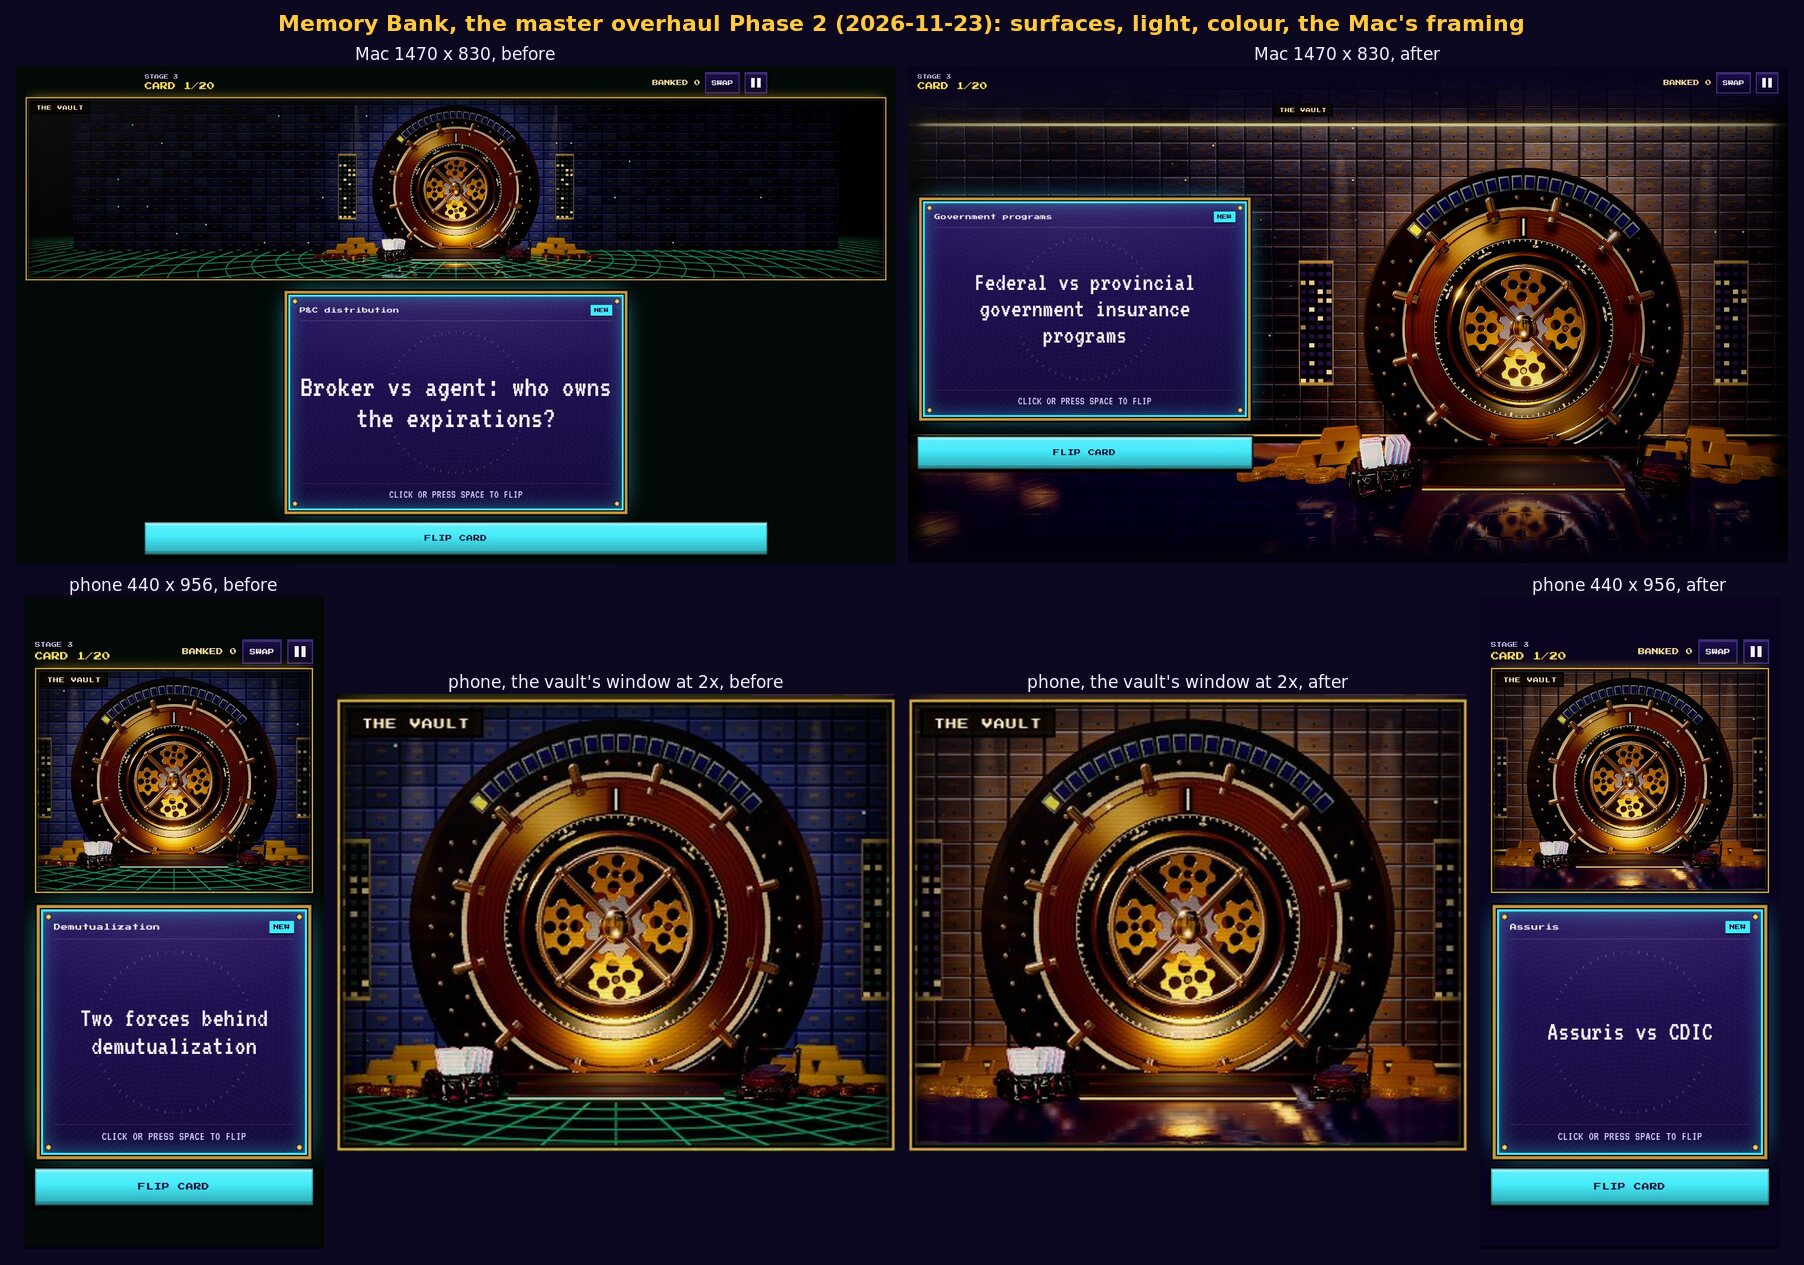 Memory Bank, the master overhaul Phase 2 (2026-11-23): surfaces, light, colour, the Mac's framing
Mac 1470 x 830, before
STAGE 3
CARD 1/20
BANKED 0
SWAP
THE VAULT
P&C distribution
NEW
Broker vs agent: who owns
the expirations?
CLICK OR PRESS SPACE TO FLIP
FLIP CARD
Mac 1470 x 830, after
STAGE 3
CARD 1/20
BANKED 0
SWAP
THE VAULT
Government programs
NEW
Federal vs provincial
government insurance
programs
CLICK OR PRESS SPACE TO FLIP
FLIP CARD
phone 440 x 956, before
STAGE 3
CARD 1/20
BANKED 0
SWAP
THE VAULT
Demutualization
NEW
Two forces behind
demutualization
CLICK OR PRESS SPACE TO FLIP
FLIP CARD
phone, the vault's window at 2x, before
THE VAULT
phone, the vault's window at 2x, after
THE VAULT
phone 440 x 956, after
STAGE 3
CARD 1/20
BANKED 0
SWAP
THE VAULT
Assuris
NEW
Assuris vs CDIC
CLICK OR PRESS SPACE TO FLIP
FLIP CARD